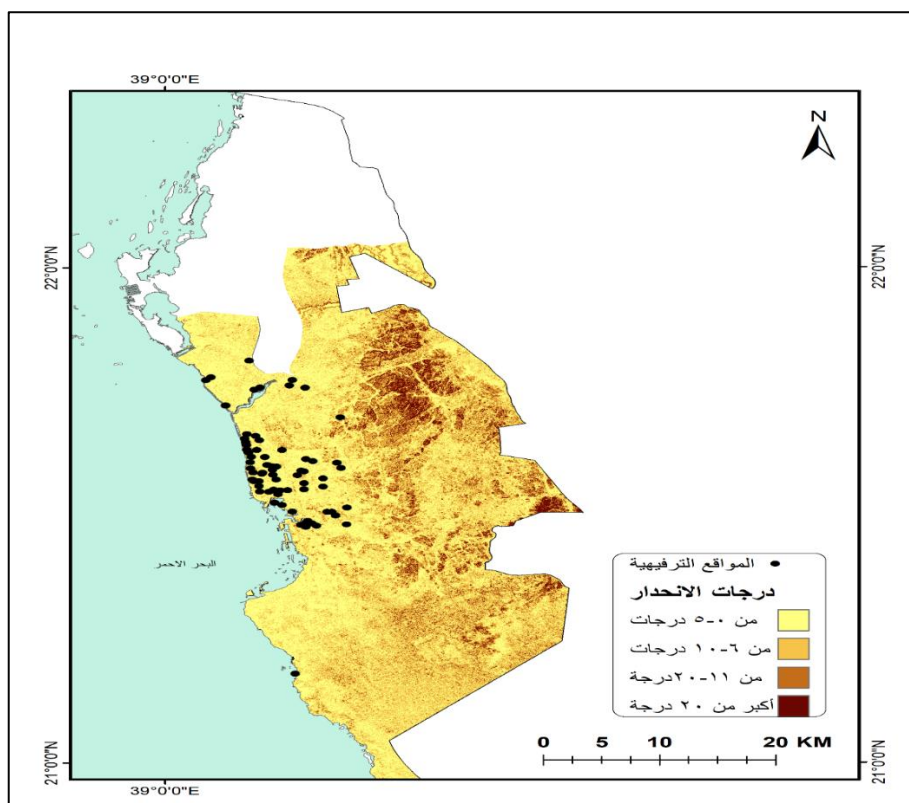 39°0'0"E
N
22°0'0"N
22°0'0"N
البحر الاحمر
المواقع الترفيهية
درجات الانحدار
من ٠-٥ درجات
من ٦-١٠ درجات
من ١١-٢٠درجة
أكبر من ٢٠ درجة
0 5 10 20 KM
21°0'0"N
21°0'0"N
39°0'0"E